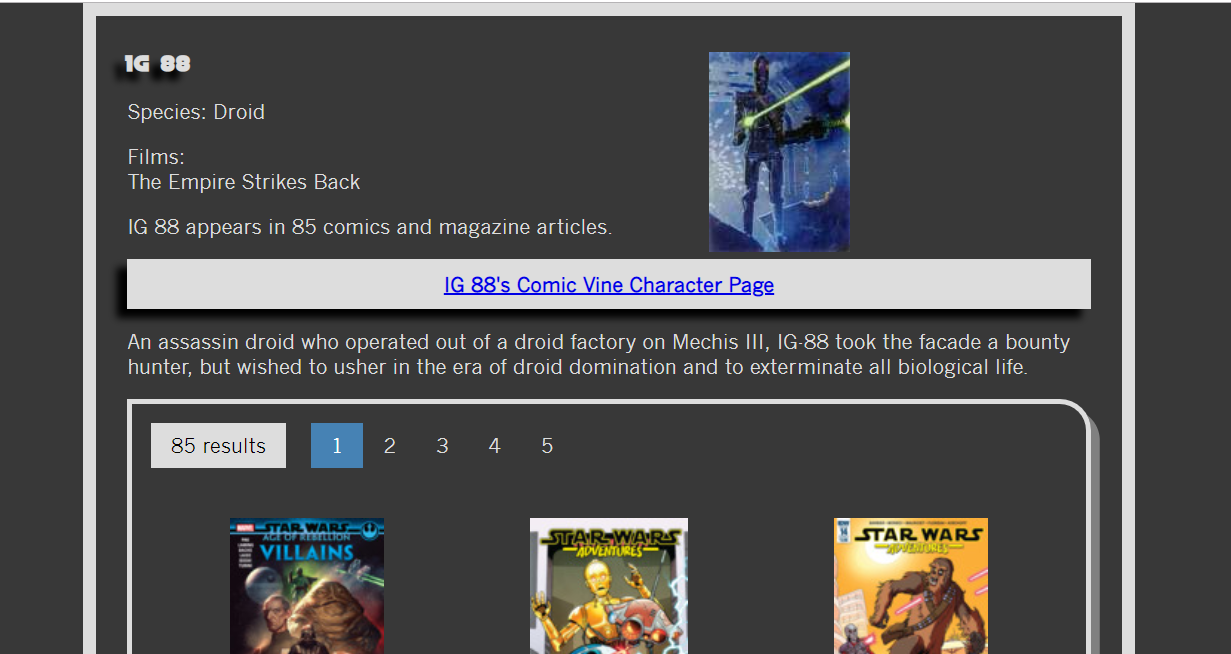 IG 88
Species: Droid
Films:
The Empire Strikes Back
IG 88 appears in 85 comics and magazine articles.
IG 88's Comic Vine Character Page
An assassin droid who operated out of a droid factory on Mechis III, IG-88 took the facade a bounty
hunter, but wished to usher in the era of droid domination and to exterminate all biological life.
85 results 1 2 3 4 5
MARVEL STAR WARS
AGE OF REBELLION
VILLAINS
STAR WARS
ADVENTURES
STAR WARS
ADVENTURES